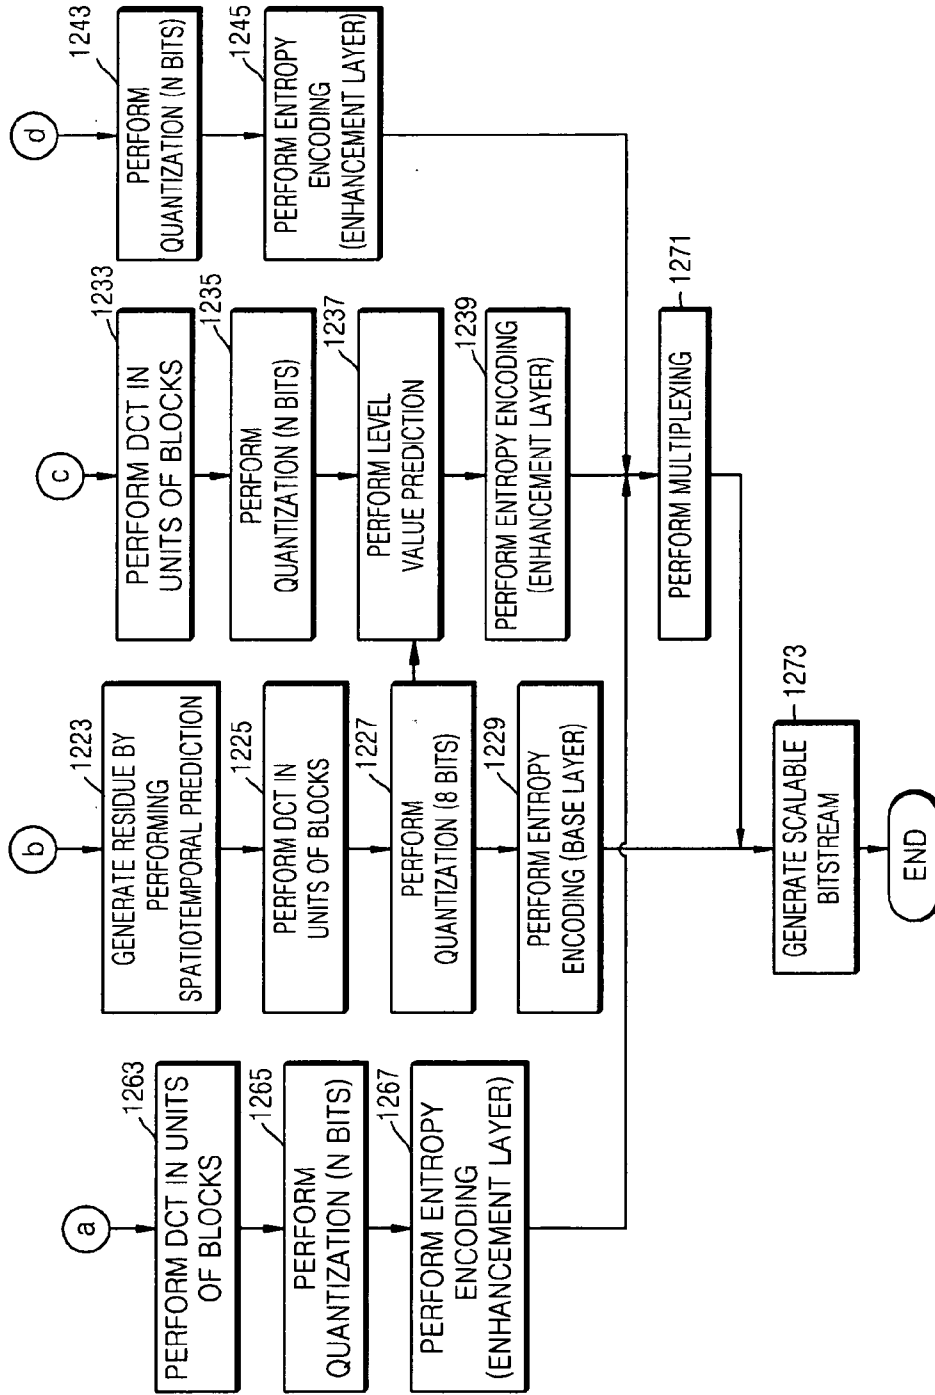 a
1263
PERFORM DCT IN UNITS
OF BLOCKS
1265
PERFORM
QUANTIZATION (N BITS)
1267
PERFORM ENTROPY
ENCODING
(ENHANCEMENT LAYER)
b
1223
GENERATE RESIDUE BY
PERFORMING
SPATIOTEMPORAL PREDICTION
1225
PERFORM DCT IN
UNITS OF BLOCKS
1227
PERFORM
QUANTIZATION (8 BITS)
1229
PERFORM ENTROPY
ENCODING (BASE LAYER)
c
1233
PERFORM DCT IN
UNITS OF BLOCKS
1235
PERFORM
QUANTIZATION (N BITS)
1237
PERFORM LEVEL
VALUE PREDICTION
1239
PERFORM ENTROPY ENCODING
(ENHANCEMENT LAYER)
d
1243
PERFORM
QUANTIZATION (N BITS)
1245
PERFORM ENTROPY
ENCODING
(ENHANCEMENT LAYER)
1271
PERFORM MULTIPLEXING
1273
GENERATE SCALABLE
BITSTREAM
END